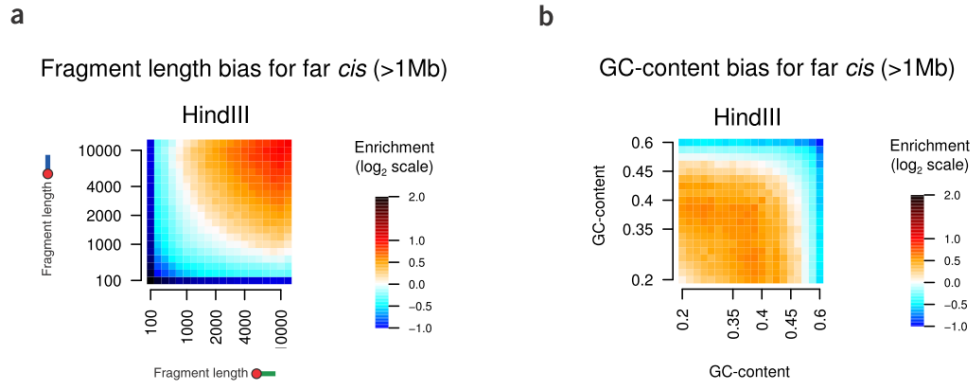 a
Fragment length bias for far cis (>1Mb)
HindIII
10000
4000
2000
1000
100
Fragment length
100
1000
2000
4000
10000
Fragment length
Enrichment
(log2 scale)
2.0
1.0
0.5
0.0
−0.5
−1.0
b
GC-content bias for far cis (>1Mb)
HindIII
0.6
0.45
0.4
0.35
0.2
GC-content
0.2
0.35
0.4
0.45
0.6
GC-content
Enrichment
(log2 scale)
2.0
1.0
0.5
0.0
−0.5
−1.0